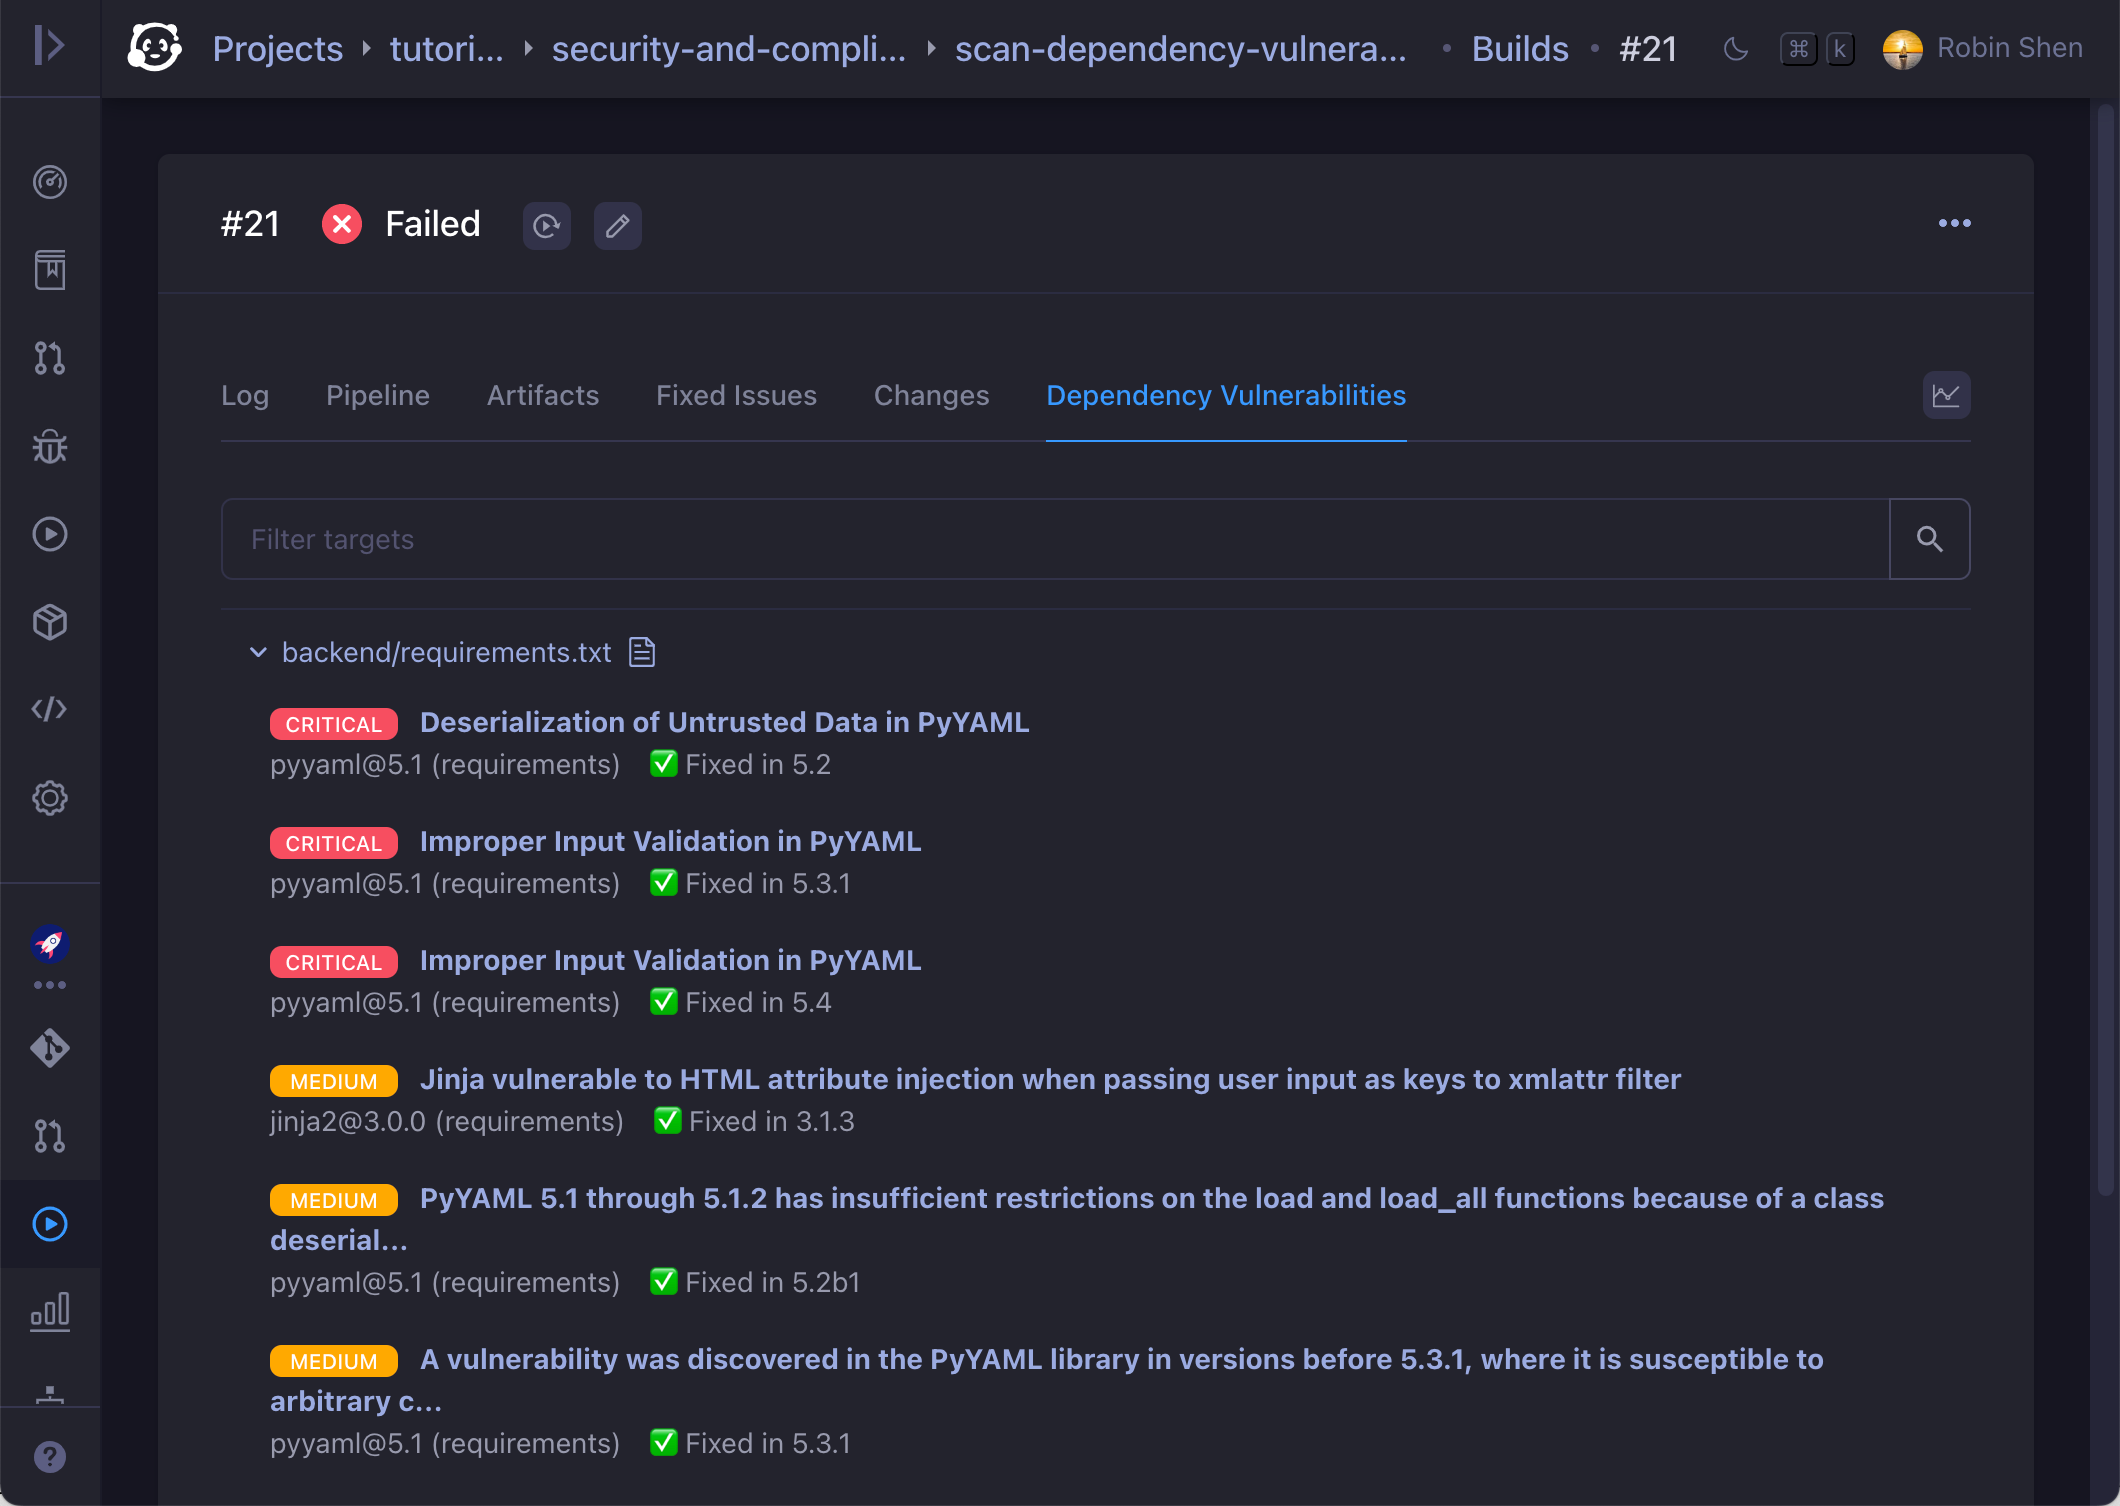 Projects tutori... security-and-compli... scan-dependency-vulnera... Builds #21 ⌘ k Robin Shen
#21 Failed
Log Pipeline Artifacts Fixed Issues Changes Dependency Vulnerabilities
Filter targets
backend/requirements.txt
CRITICAL Deserialization of Untrusted Data in PyYAML
pyyaml@5.1 (requirements) ✅ Fixed in 5.2
CRITICAL Improper Input Validation in PyYAML
pyyaml@5.1 (requirements) ✅ Fixed in 5.3.1
CRITICAL Improper Input Validation in PyYAML
pyyaml@5.1 (requirements) ✅ Fixed in 5.4
MEDIUM Jinja vulnerable to HTML attribute injection when passing user input as keys to xmlattr filter
jinja2@3.0.0 (requirements) ✅ Fixed in 3.1.3
MEDIUM PyYAML 5.1 through 5.1.2 has insufficient restrictions on the load and load_all functions because of a class
deserial...
pyyaml@5.1 (requirements) ✅ Fixed in 5.2b1
MEDIUM A vulnerability was discovered in the PyYAML library in versions before 5.3.1, where it is susceptible to
arbitrary c...
pyyaml@5.1 (requirements) ✅ Fixed in 5.3.1